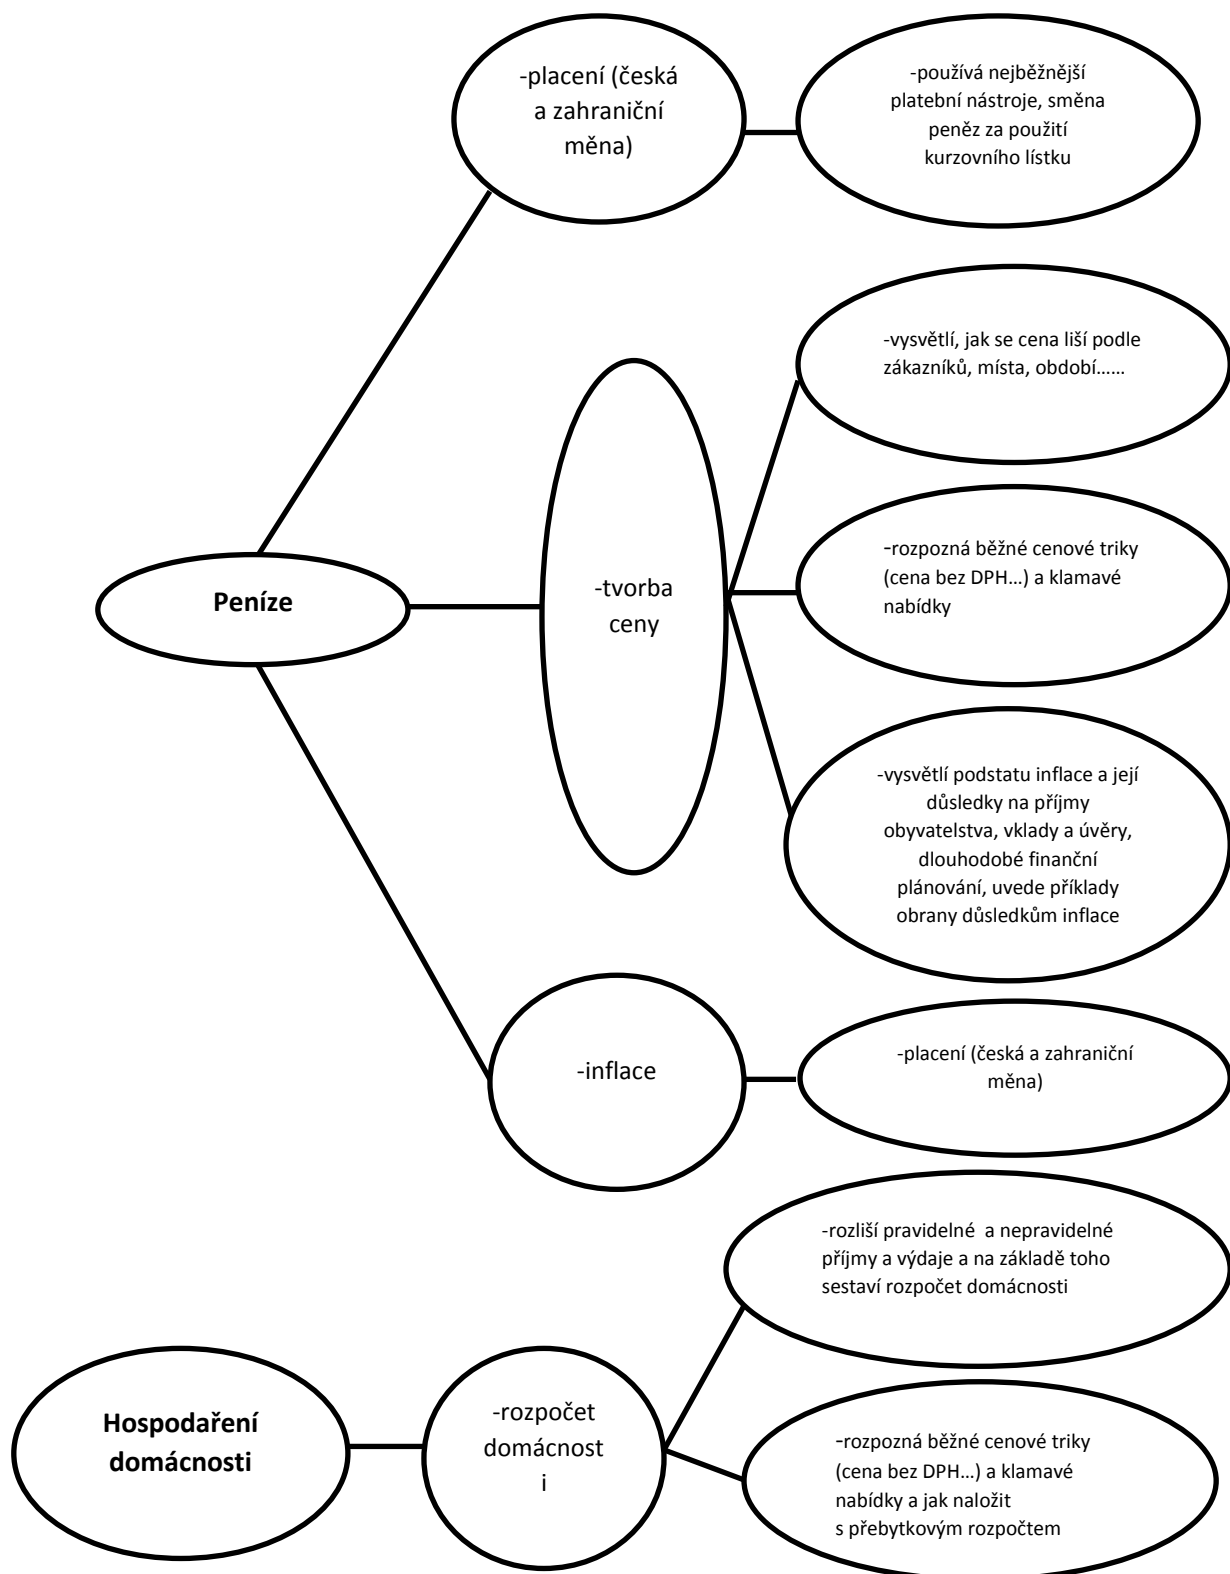 -placení (česká
a zahraniční
měna)
-používá nejběžnější
platební nástroje, směna
peněz za použití
kurzovního lístku
-vysvětlí, jak se cena liší podle
zákazníků, místa, období……
-rozpozná běžné cenové triky
(cena bez DPH…) a klamavé
nabídky
Peníze
-tvorba
ceny
-vysvětlí podstatu inflace a její
důsledky na příjmy
obyvatelstva, vklady a úvěry,
dlouhodobé finanční
plánování, uvede příklady
obrany důsledkům inflace
-inflace
-placení (česká a zahraniční
měna)
-rozliší pravidelné  a nepravidelné
příjmy a výdaje a na základě toho
sestaví rozpočet domácnosti
Hospodaření
domácnosti
-rozpočet
domácnost
i
-rozpozná běžné cenové triky
(cena bez DPH…) a klamavé
nabídky a jak naložit
s přebytkovým rozpočtem